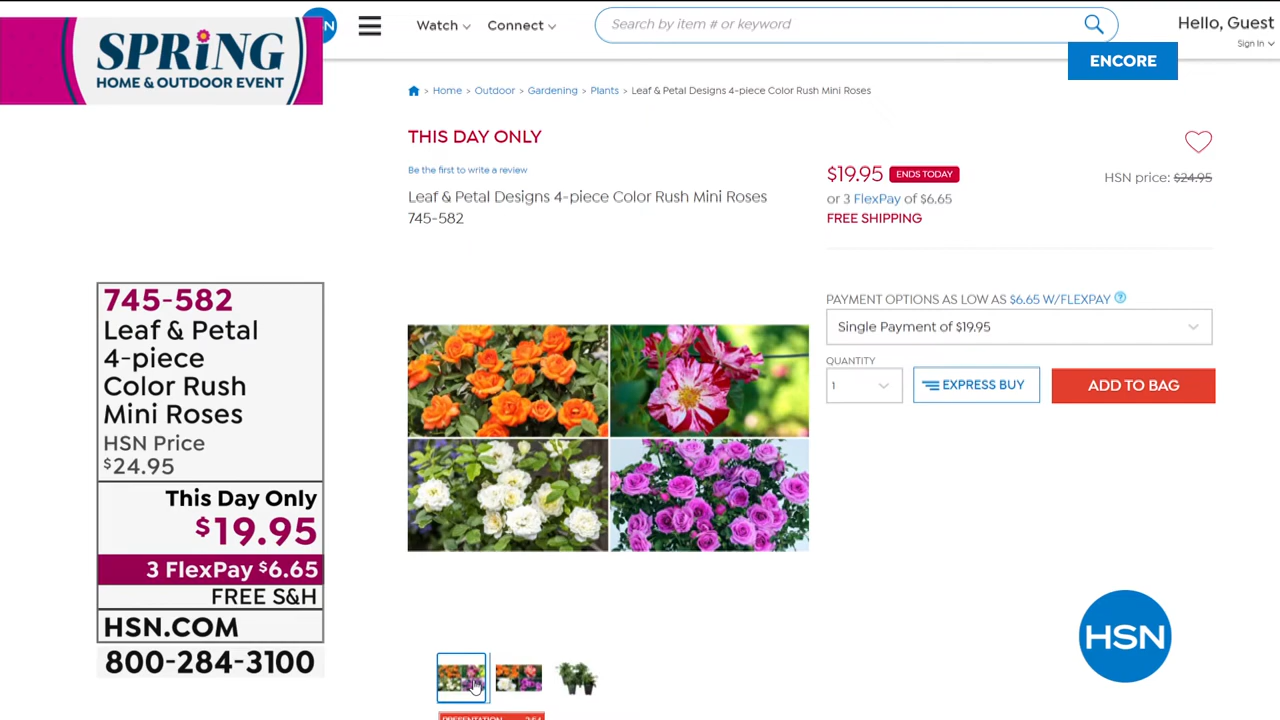 SPRiNG
HOME & OUTDOOR EVENT
Watch
Connect
Search by item # or keyword
Hello, Guest
Sign In
ENCORE
> Home > Outdoor > Gardening > Plants > Leaf & Petal Designs 4-piece Color Rush Mini Roses
THIS DAY ONLY
Be the first to write a review
Leaf & Petal Designs 4-piece Color Rush Mini Roses
745-582
$19.95 ENDS TODAY
HSN price: $24.95
or 3 FlexPay of $6.65
FREE SHIPPING
PAYMENT OPTIONS AS LOW AS $6.65 W/FLEXPAY ?
Single Payment of $19.95
QUANTITY
1
EXPRESS BUY
ADD TO BAG
745-582
Leaf & Petal
4-piece
Color Rush
Mini Roses
HSN Price
$24.95
This Day Only
$19.95
3 FlexPay $6.65
FREE S&H
HSN.COM
800-284-3100
HSN